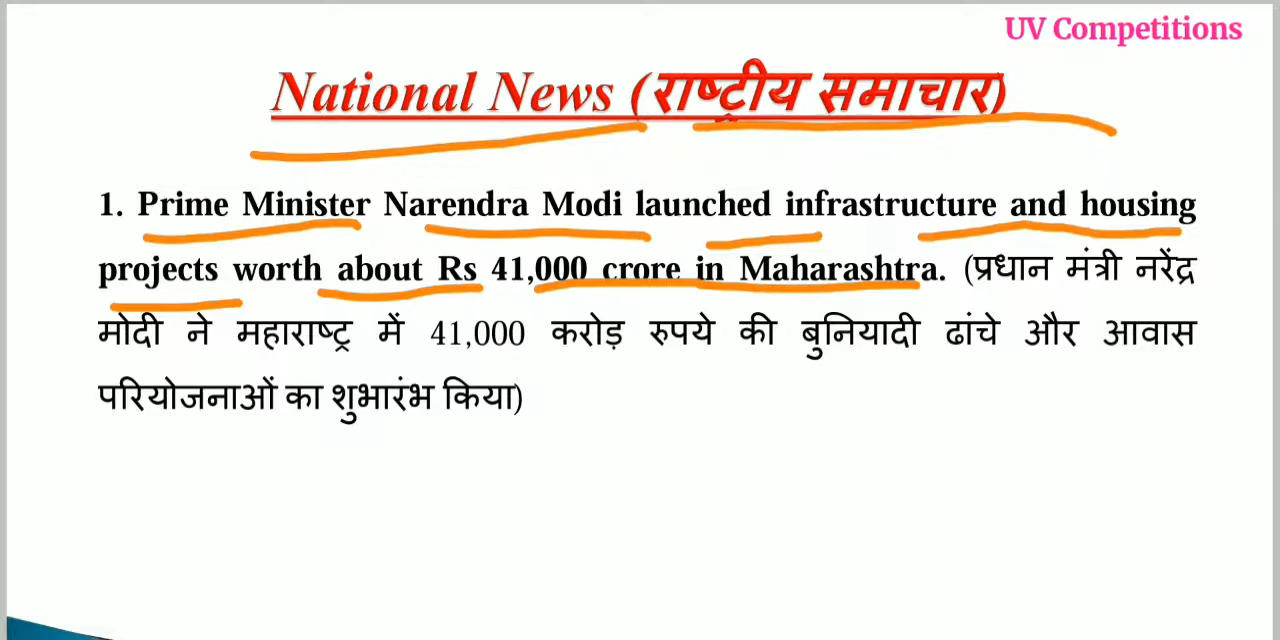 UV Competitions
National News (राष्ट्रीय समाचार)
1. Prime Minister Narendra Modi launched infrastructure and housing
projects worth about Rs 41,000 crore in Maharashtra. (प्रधान मंत्री नरेंद्र
मोदी ने महाराष्ट्र में 41,000 करोड़ रुपये की बुनियादी ढांचे और आवास
परियोजनाओं का शुभारंभ किया)